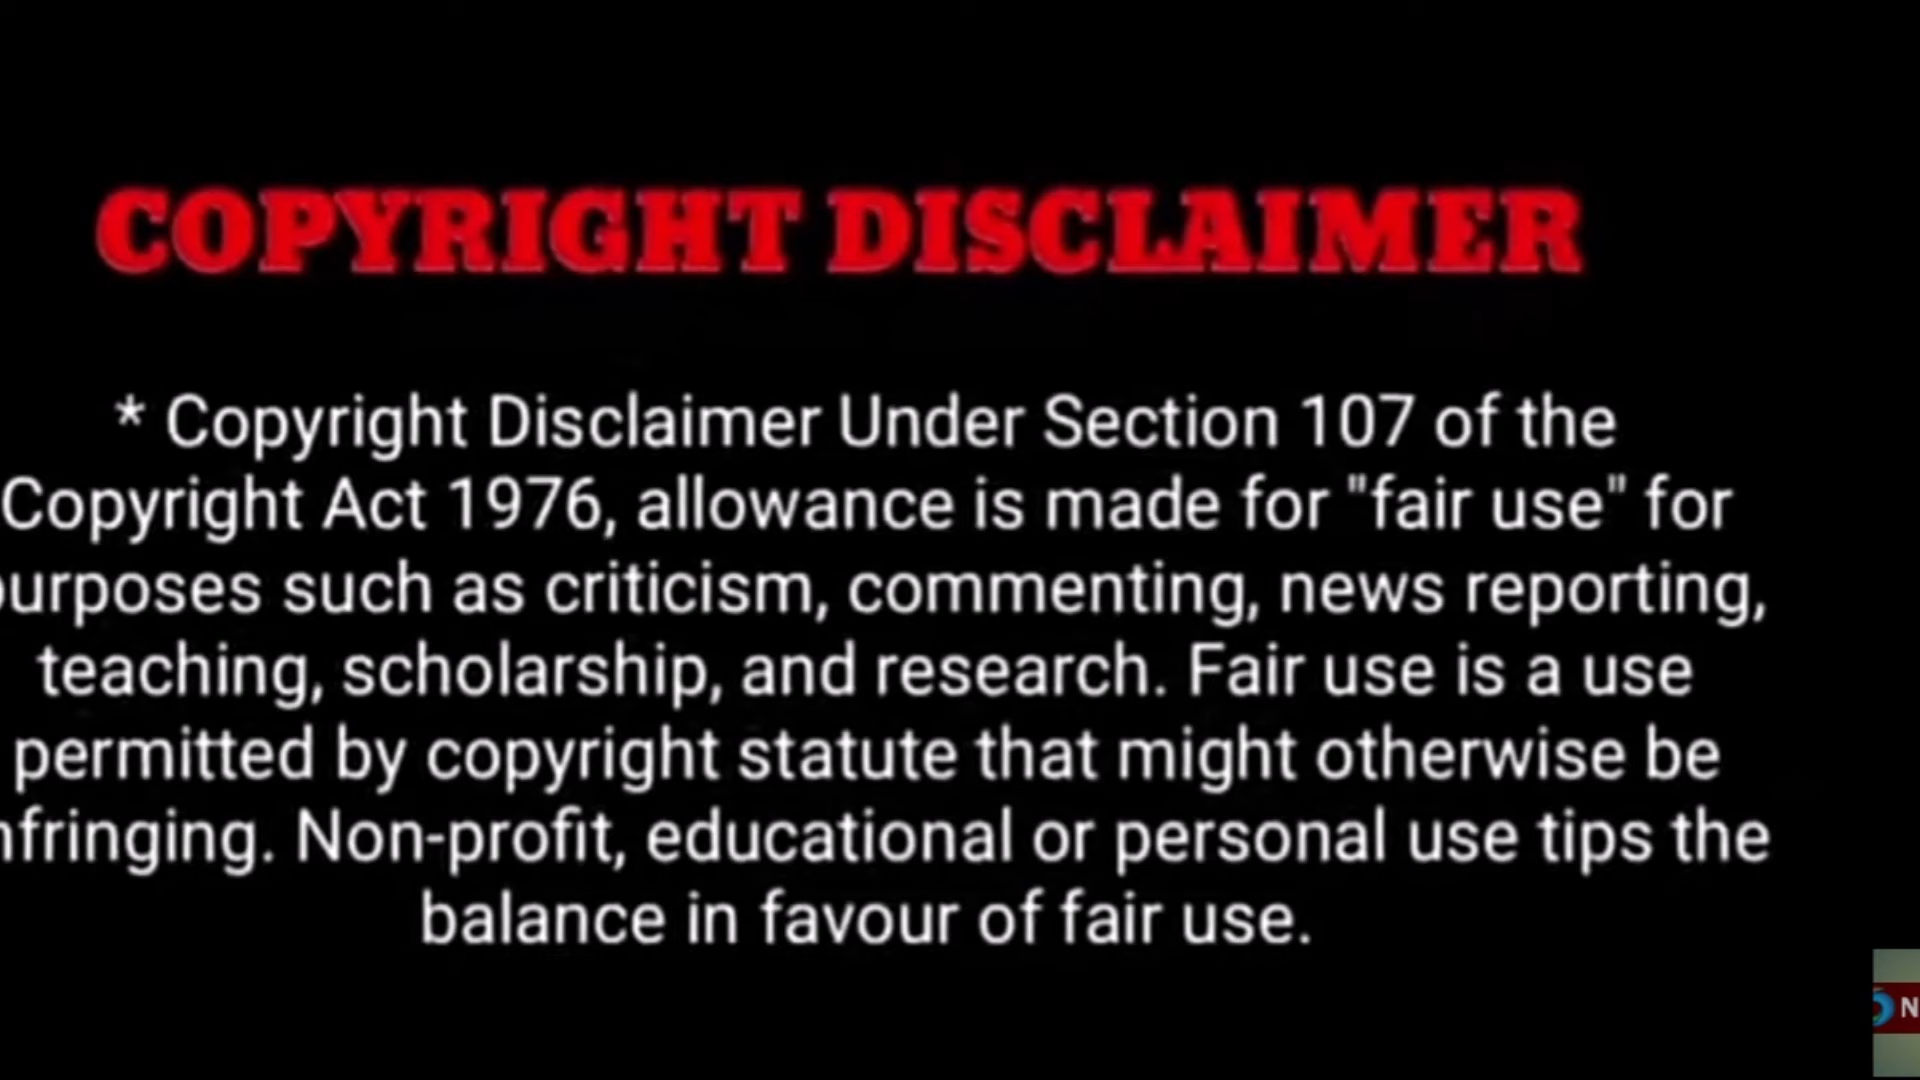 COPYRIGHT DISCLAIMER
* Copyright Disclaimer Under Section 107 of the
Copyright Act 1976, allowance is made for "fair use" for
purposes such as criticism, commenting, news reporting,
teaching, scholarship, and research. Fair use is a use
permitted by copyright statute that might otherwise be
nfringing. Non-profit, educational or personal use tips the
balance in favour of fair use.
N